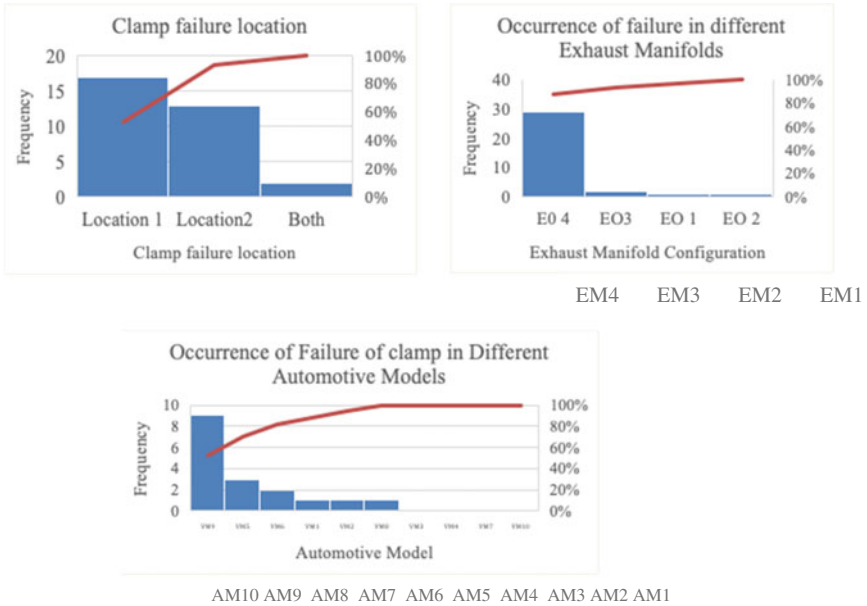 Clamp failure location
20
15
10
5
0
Frequency
100%
80%
60%
40%
20%
0%
Location 1 Location2 Both
Clamp failure location
Occurrence of failure in different
Exhaust Manifolds
40
30
20
10
0
Frequency
100%
80%
60%
40%
20%
0%
E0 4 EO3 EO 1 EO 2
Exhaust Manifold Configuration
EM4 EM3 EM2 EM1
Occurrence of Failure of clamp in Different
Automotive Models
10
8
6
4
2
0
Frequency
100%
80%
60%
40%
20%
0%
Automotive Model
AM10 AM9 AM8 AM7 AM6 AM5 AM4 AM3 AM2 AM1